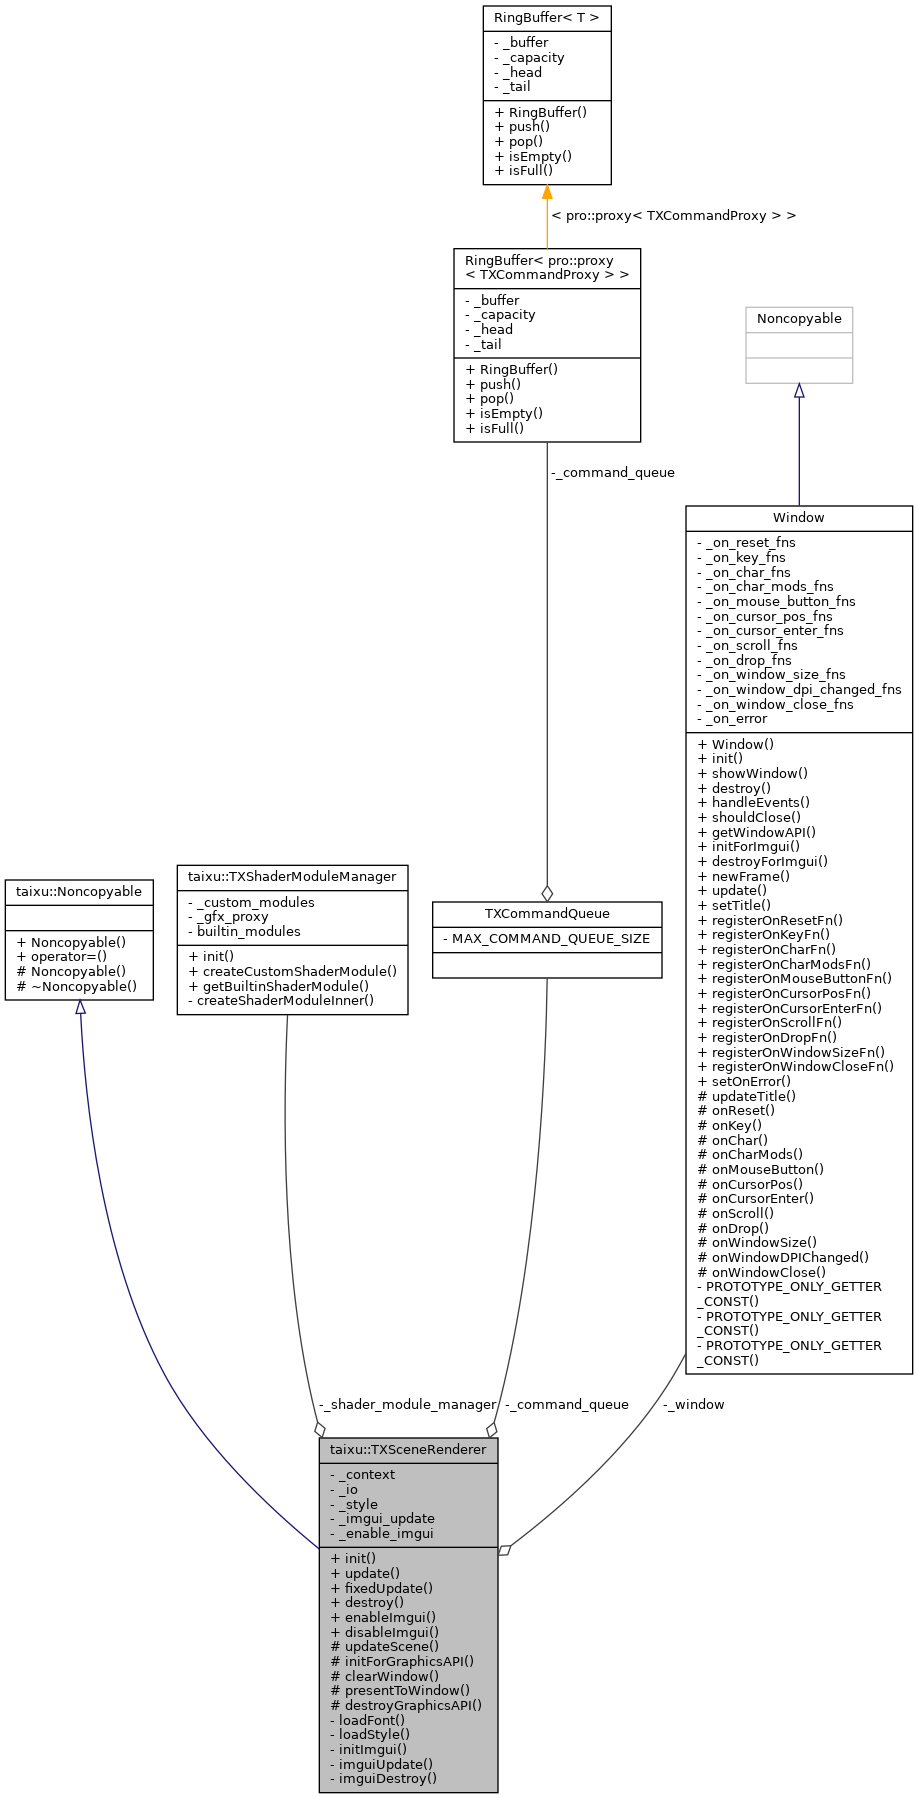 RingBuffer< T >
- _buffer
- _capacity
- _head
- _tail
+ RingBuffer()
+ push()
+ pop()
+ isEmpty()
+ isFull()
< pro::proxy< TXCommandProxy > >
RingBuffer< pro::proxy
< TXCommandProxy > >
- _buffer
- _capacity
- _head
- _tail
+ RingBuffer()
+ push()
+ pop()
+ isEmpty()
+ isFull()
Noncopyable
-_command_queue
Window
- _on_reset_fns
- _on_key_fns
- _on_char_fns
- _on_char_mods_fns
- _on_mouse_button_fns
- _on_cursor_pos_fns
- _on_cursor_enter_fns
- _on_scroll_fns
- _on_drop_fns
- _on_window_size_fns
- _on_window_dpi_changed_fns
- _on_window_close_fns
- _on_error
+ Window()
+ init()
+ showWindow()
+ destroy()
+ handleEvents()
+ shouldClose()
+ getWindowAPI()
+ initForImgui()
+ destroyForImgui()
+ newFrame()
+ update()
+ setTitle()
+ registerOnResetFn()
+ registerOnKeyFn()
+ registerOnCharFn()
+ registerOnCharModsFn()
+ registerOnMouseButtonFn()
+ registerOnCursorPosFn()
+ registerOnCursorEnterFn()
+ registerOnScrollFn()
+ registerOnDropFn()
+ registerOnWindowSizeFn()
+ registerOnWindowCloseFn()
+ setOnError()
# updateTitle()
# onReset()
# onKey()
# onChar()
# onCharMods()
# onMouseButton()
# onCursorPos()
# onCursorEnter()
# onScroll()
# onDrop()
# onWindowSize()
# onWindowDPIChanged()
# onWindowClose()
- PROTOTYPE_ONLY_GETTER
_CONST()
- PROTOTYPE_ONLY_GETTER
_CONST()
- PROTOTYPE_ONLY_GETTER
_CONST()
taixu::Noncopyable
+ Noncopyable()
+ operator=()
# Noncopyable()
# ~Noncopyable()
taixu::TXShaderModuleManager
- _custom_modules
- _gfx_proxy
- builtin_modules
+ init()
+ createCustomShaderModule()
+ getBuiltinShaderModule()
- createShaderModuleInner()
TXCommandQueue
- MAX_COMMAND_QUEUE_SIZE
-_shader_module_manager
-_command_queue
-_window
taixu::TXSceneRenderer
- _context
- _io
- _style
- _imgui_update
- _enable_imgui
+ init()
+ update()
+ fixedUpdate()
+ destroy()
+ enableImgui()
+ disableImgui()
# updateScene()
# initForGraphicsAPI()
# clearWindow()
# presentToWindow()
# destroyGraphicsAPI()
- loadFont()
- loadStyle()
- initImgui()
- imguiUpdate()
- imguiDestroy()